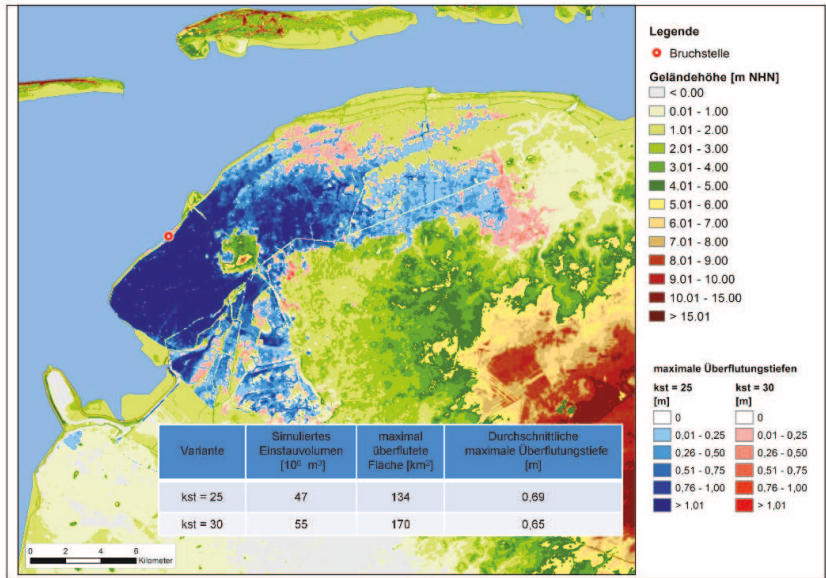 Legende
Bruchstelle
Geländehöhe [m NHN]
< 0.00
0.01 - 1.00
1.01 - 2.00
2.01 - 3.00
3.01 - 4.00
4.01 - 5.00
5.01 - 6.00
6.01 - 7.00
7.01 - 8.00
8.01 - 9.00
9.01 - 10.00
10.01 - 15.00
> 15.01
maximale Überflutungstiefen
kst = 25 kst = 30
[m] [m]
0 0
0,01 - 0,25 0,01 - 0,25
0,26 - 0,50 0,26 - 0,50
0,51 - 0,75 0,51 - 0,75
0,76 - 1,00 0,76 - 1,00
> 1,01 > 1,01
Variante
Simuliertes
Einstauvolumen
[10⁶ m³]
maximal
überflutete
Fläche [km²]
Durchschnittliche
maximale Überflutungstiefe
[m]
kst = 25 47 134 0,69
kst = 30 55 170 0,65
0 2 4 6
Kilometer